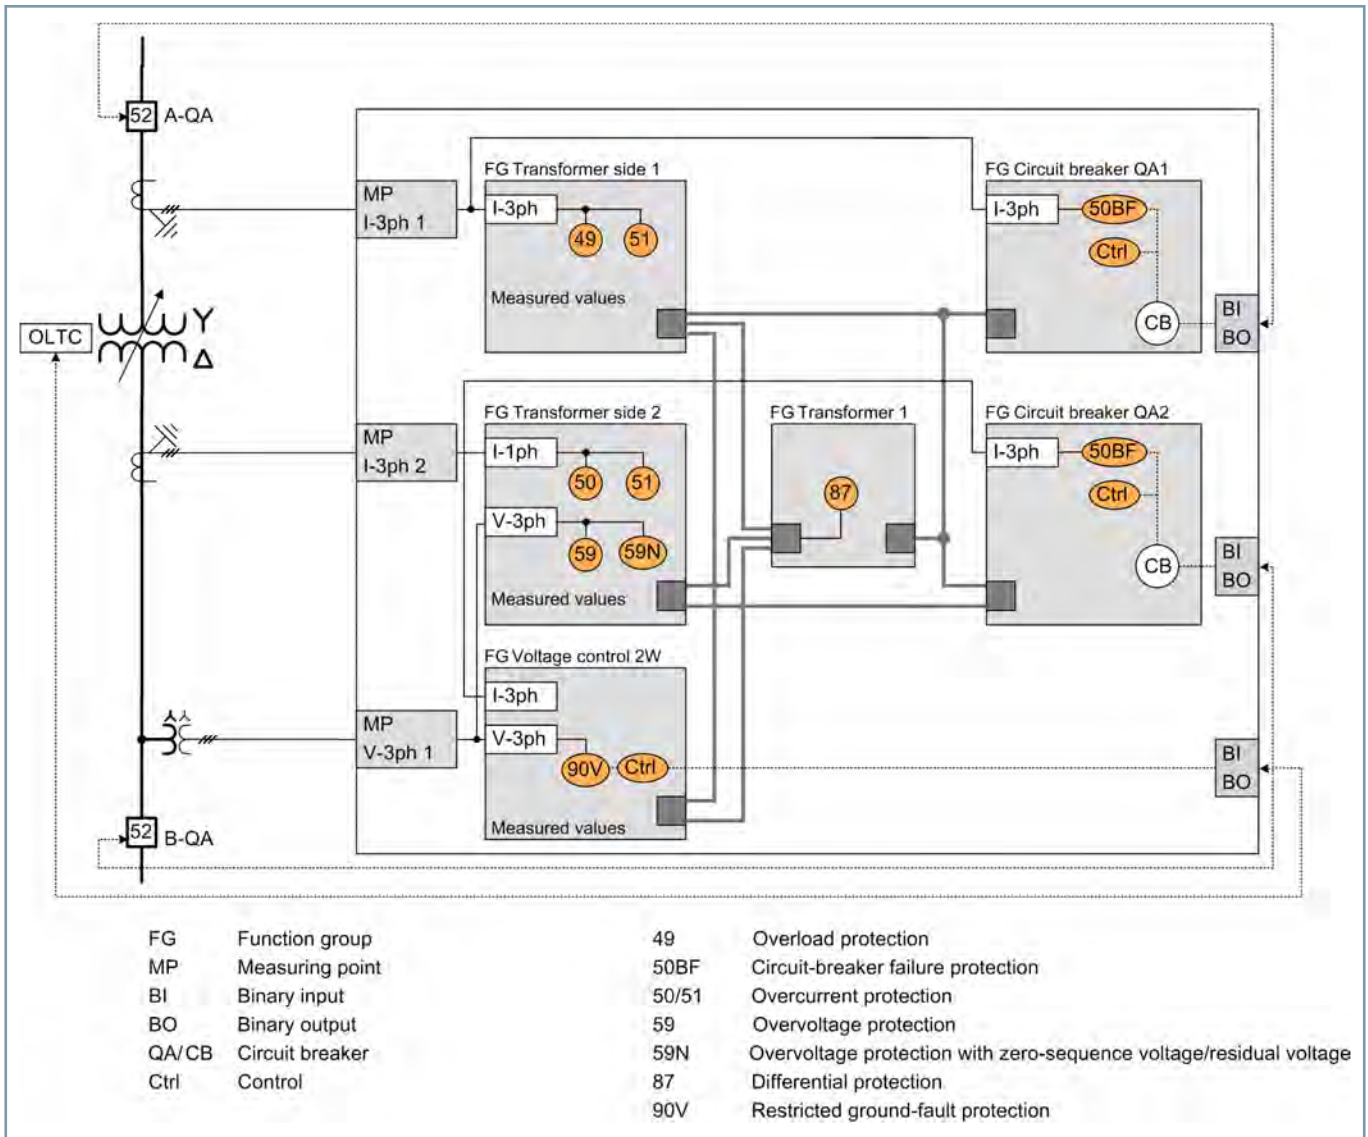 52 A-QA
FG Transformer side 1
FG Circuit breaker QA1
MP
I-3ph 1
I-3ph
49
51
Measured values
I-3ph
50BF
Ctrl
CB
BI
BO
OLTC
Y
Δ
FG Transformer side 2
FG Transformer 1
FG Circuit breaker QA2
MP
I-3ph 2
I-1ph
50
51
V-3ph
59
59N
Measured values
87
I-3ph
50BF
Ctrl
CB
BI
BO
FG Voltage control 2W
I-3ph
MP
V-3ph 1
V-3ph
90V
Ctrl
Measured values
BI
BO
52 B-QA
FG Function group
MP Measuring point
BI Binary input
BO Binary output
QA/CB Circuit breaker
Ctrl Control
49 Overload protection
50BF Circuit-breaker failure protection
50/51 Overcurrent protection
59 Overvoltage protection
59N Overvoltage protection with zero-sequence voltage/residual voltage
87 Differential protection
90V Restricted ground-fault protection